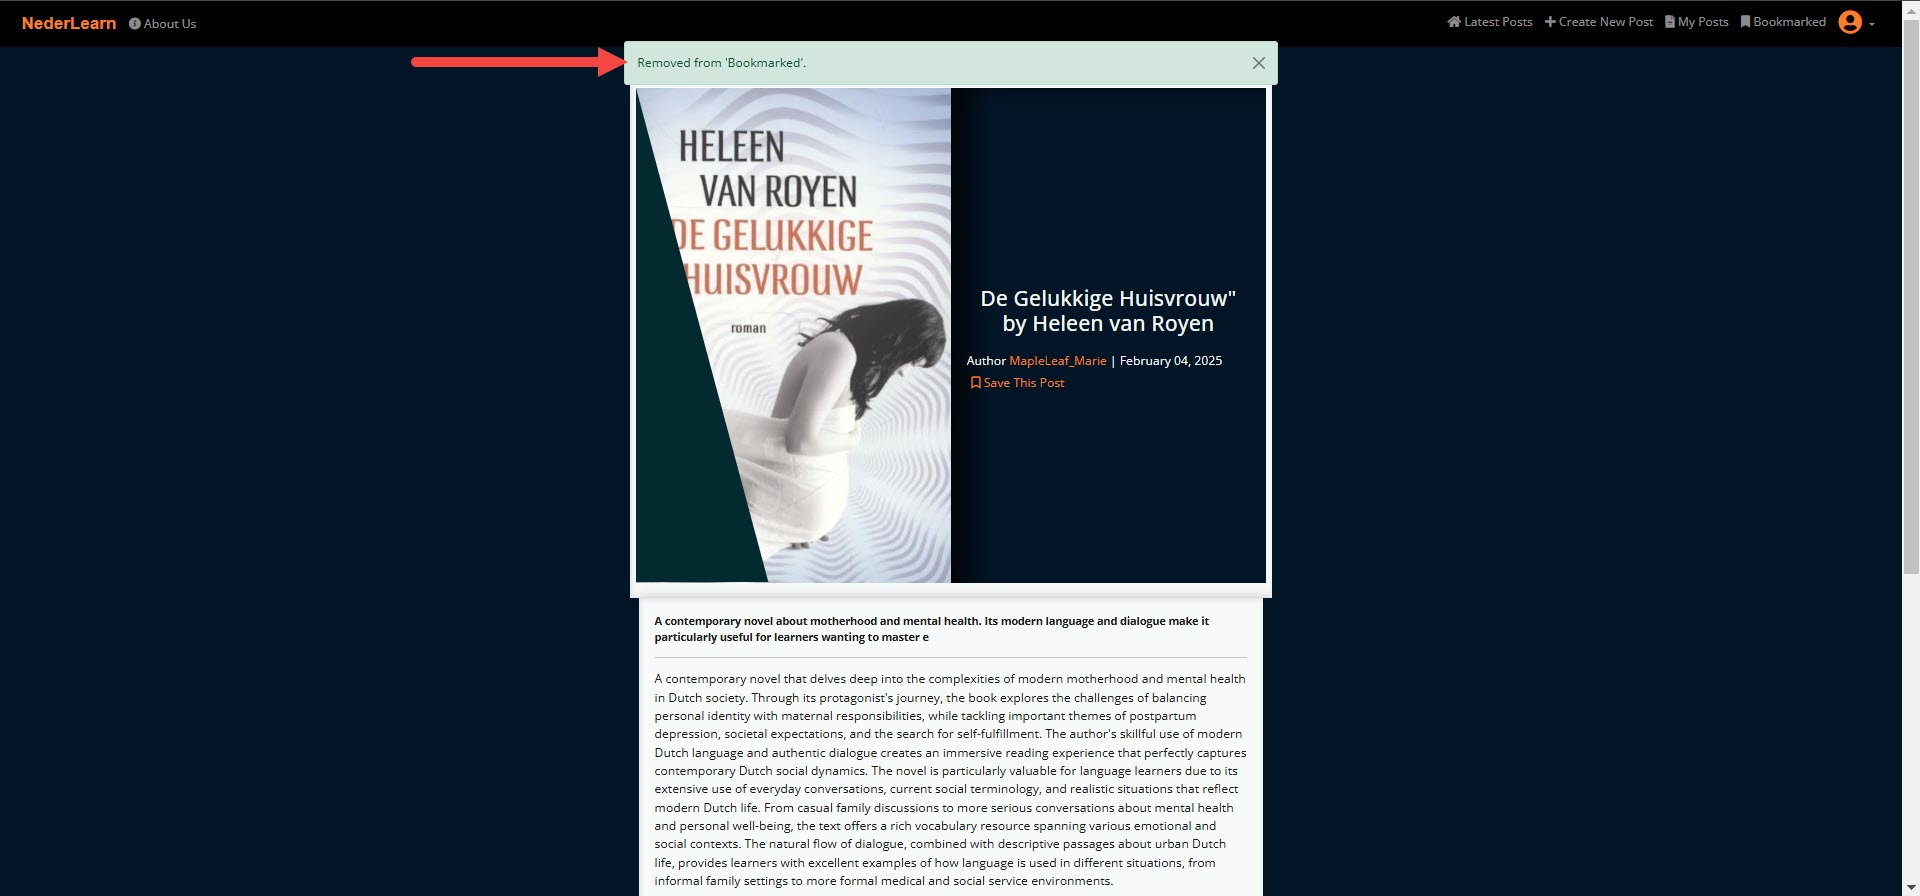 NederLearn About Us Latest Posts Create New Post My Posts Bookmarked
Removed from 'Bookmarked'.
HELEEN
VAN ROYEN
DE GELUKKIGE
HUISVROUW
roman
De Gelukkige Huisvrouw"
by Heleen van Royen
Author MapleLeaf_Marie | February 04, 2025
Save This Post
A contemporary novel about motherhood and mental health. Its modern language and dialogue make it
particularly useful for learners wanting to master e
A contemporary novel that delves deep into the complexities of modern motherhood and mental health
in Dutch society. Through its protagonist's journey, the book explores the challenges of balancing
personal identity with maternal responsibilities, while tackling important themes of postpartum
depression, societal expectations, and the search for self-fulfillment. The author's skillful use of modern
Dutch language and authentic dialogue creates an immersive reading experience that perfectly captures
contemporary Dutch social dynamics. The novel is particularly valuable for language learners due to its
extensive use of everyday conversations, current social terminology, and realistic situations that reflect
modern Dutch life. From casual family discussions to more serious conversations about mental health
and personal well-being, the text offers a rich vocabulary resource spanning various emotional and
social contexts. The natural flow of dialogue, combined with descriptive passages about urban Dutch
life, provides learners with excellent examples of how language is used in different situations, from
informal family settings to more formal medical and social service environments.